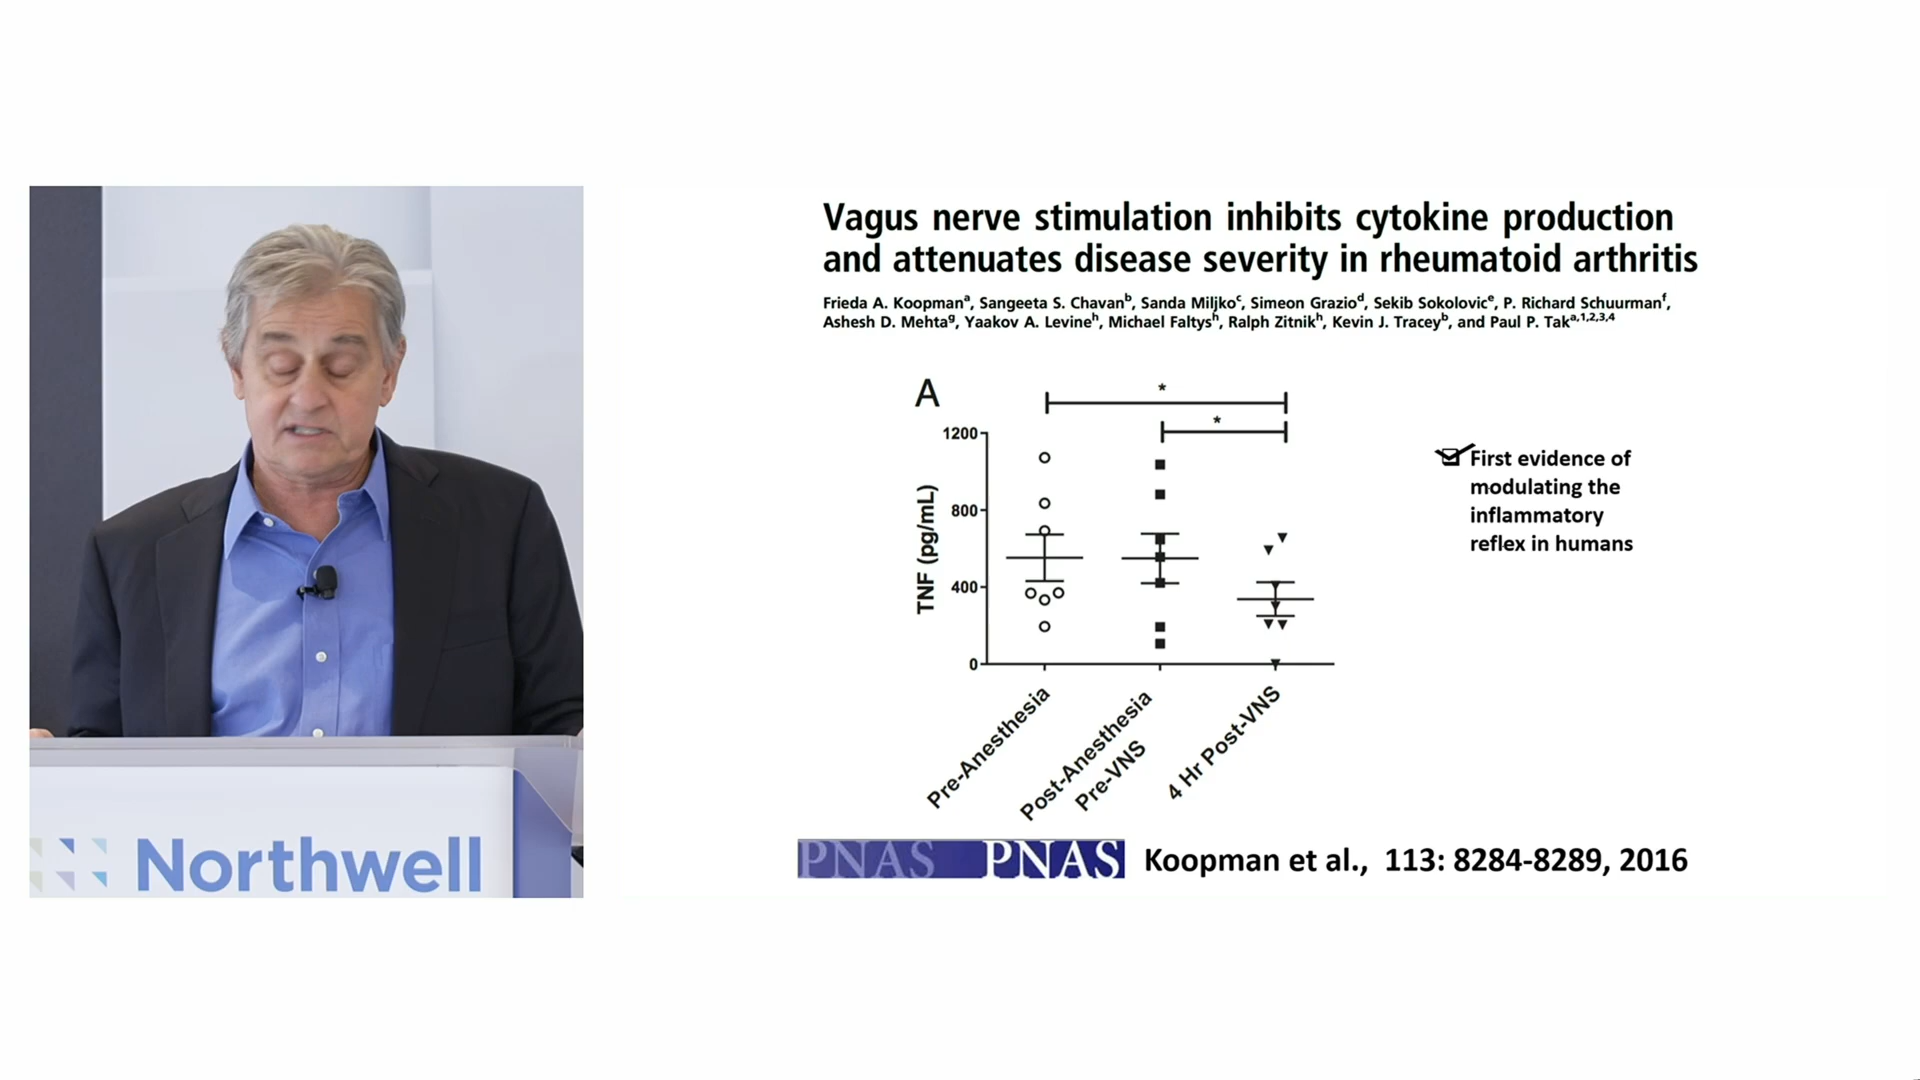 Vagus nerve stimulation inhibits cytokine production
and attenuates disease severity in rheumatoid arthritis
Frieda A. Koopmanᵃ, Sangeeta S. Chavanᵇ, Sanda Miljkoᶜ, Simeon Grazioᵈ, Sekib Sokolovicᵉ, P. Richard Schuurmanᶠ,
Ashesh D. Mehtaᵍ, Yaakov A. Levineʰ, Michael Faltysʰ, Ralph Zitnikʰ, Kevin J. Traceyᵇ, and Paul P. Takᵃ,¹,²,³,⁴
A
*
*
1200
800
400
0
TNF (pg/mL)
Pre-Anesthesia
Post-Anesthesia
Pre-VNS
4 Hr Post-VNS
First evidence of
modulating the
inflammatory
reflex in humans
PNAS PNAS Koopman et al., 113: 8284-8289, 2016
Northwell